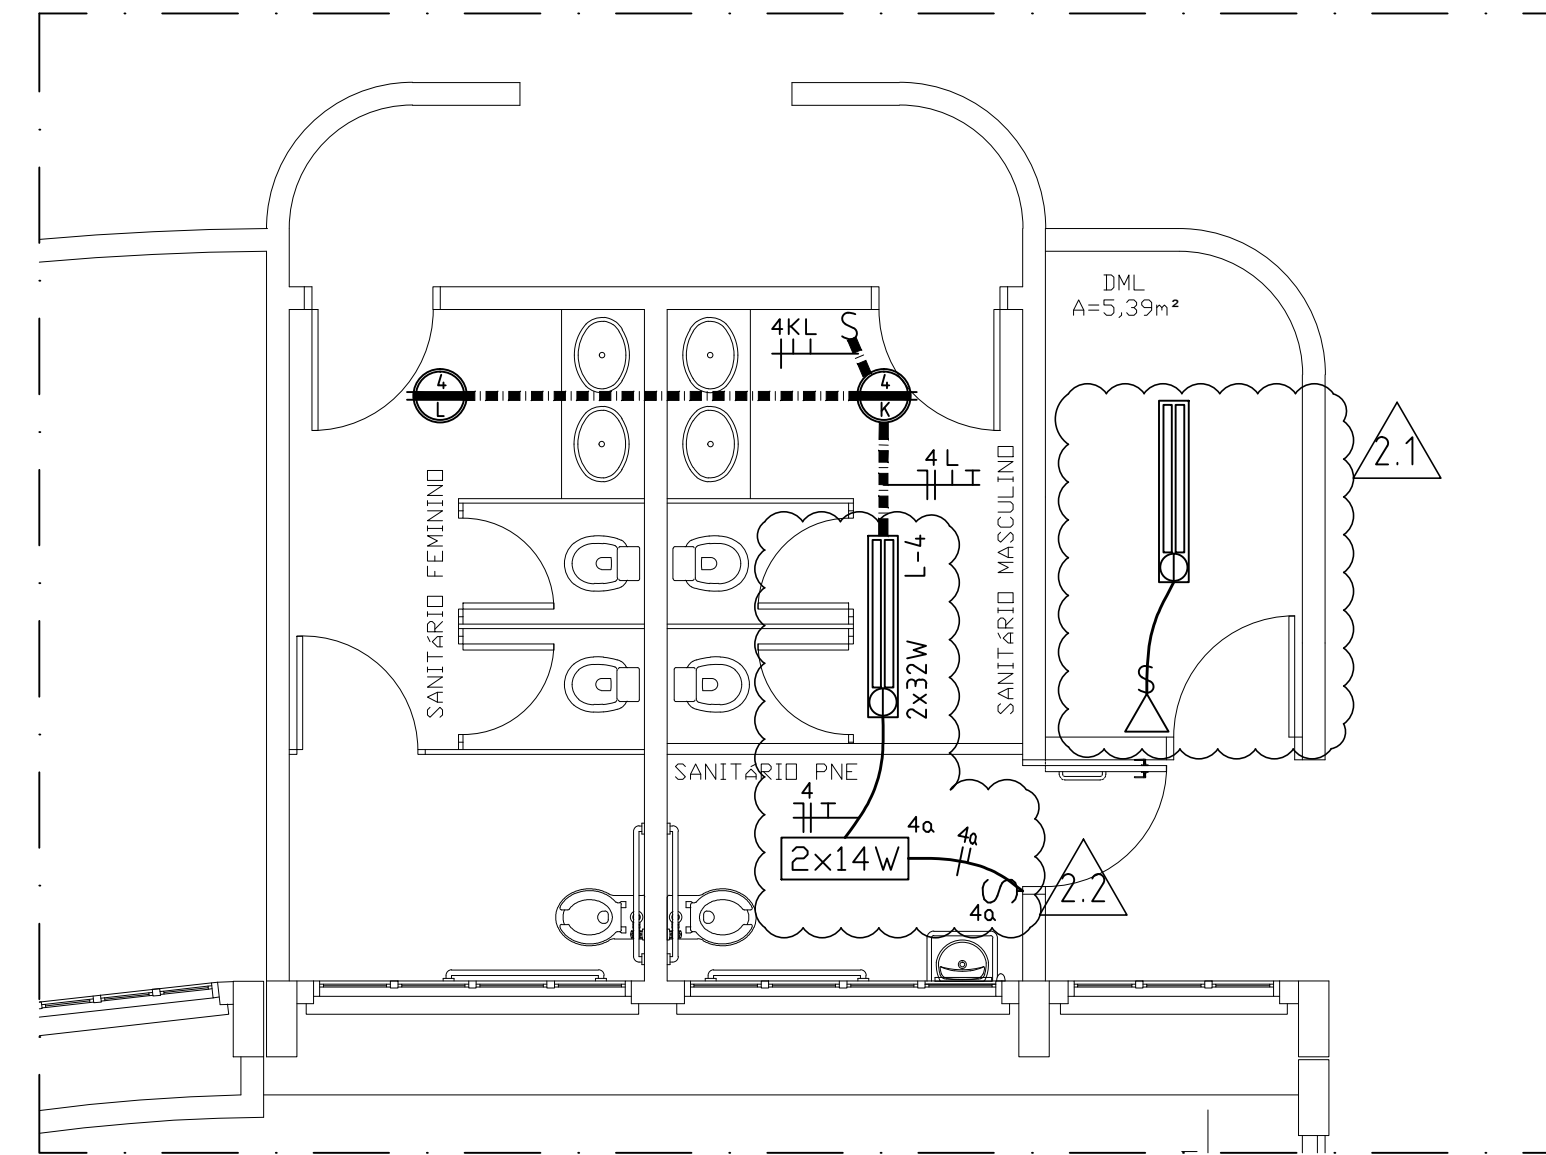 DML
A=5,39m²
4KL
S
4
L
4
K
4 L
2.1
SANITÁRIO FEMININO
SANITÁRIO MASCULINO
L-4
2x32W
S
SANITÁRIO PNE
4
4a
4a
2x14W
S
4a
2.2